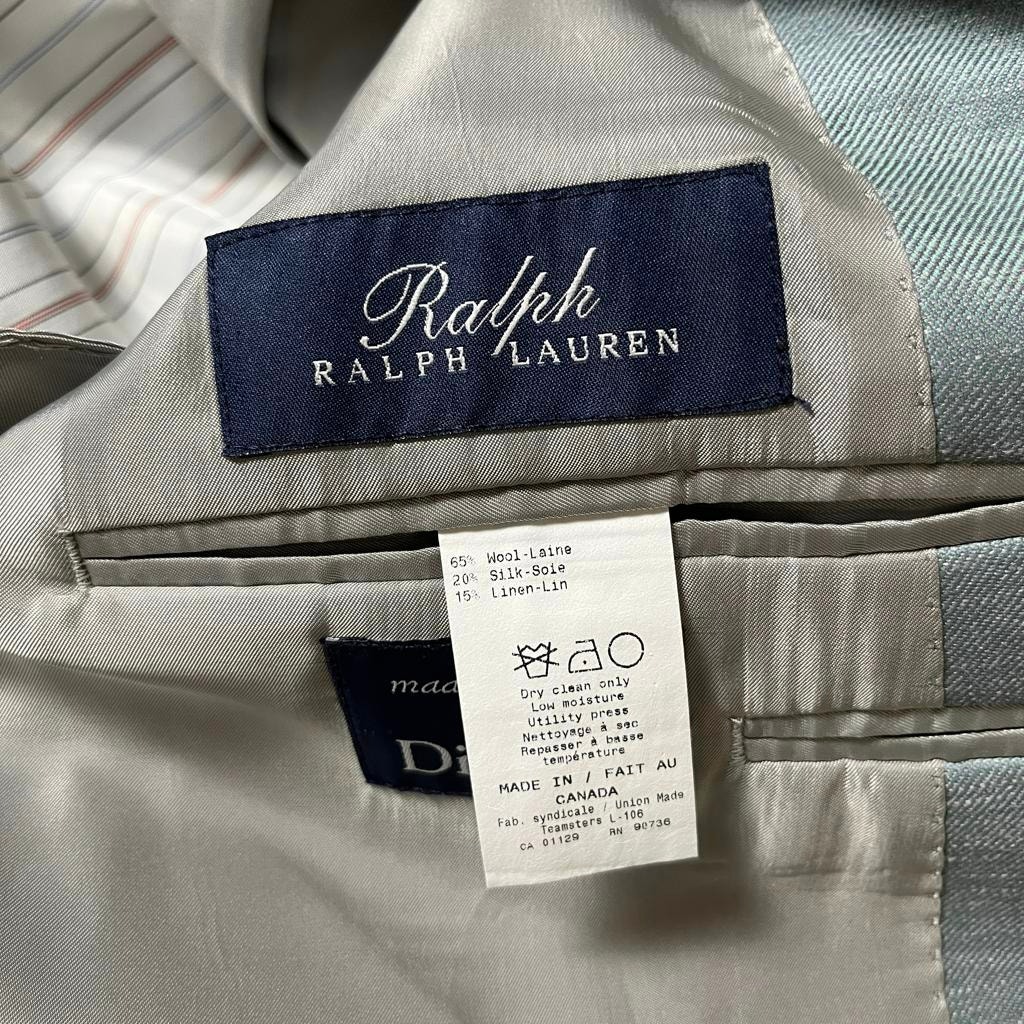 Ralph
RALPH LAUREN
65% Wool-Laine
20% Silk-Soie
15% Linen-Lin
Dry clean only
Low moisture
Utility press
Nettoyage à sec
Repasser à basse
température
MADE IN / FAIT AU
CANADA
Fab. syndicale / Union Made
Teamsters L-106
CA 01129 RN 90736
mad
Di